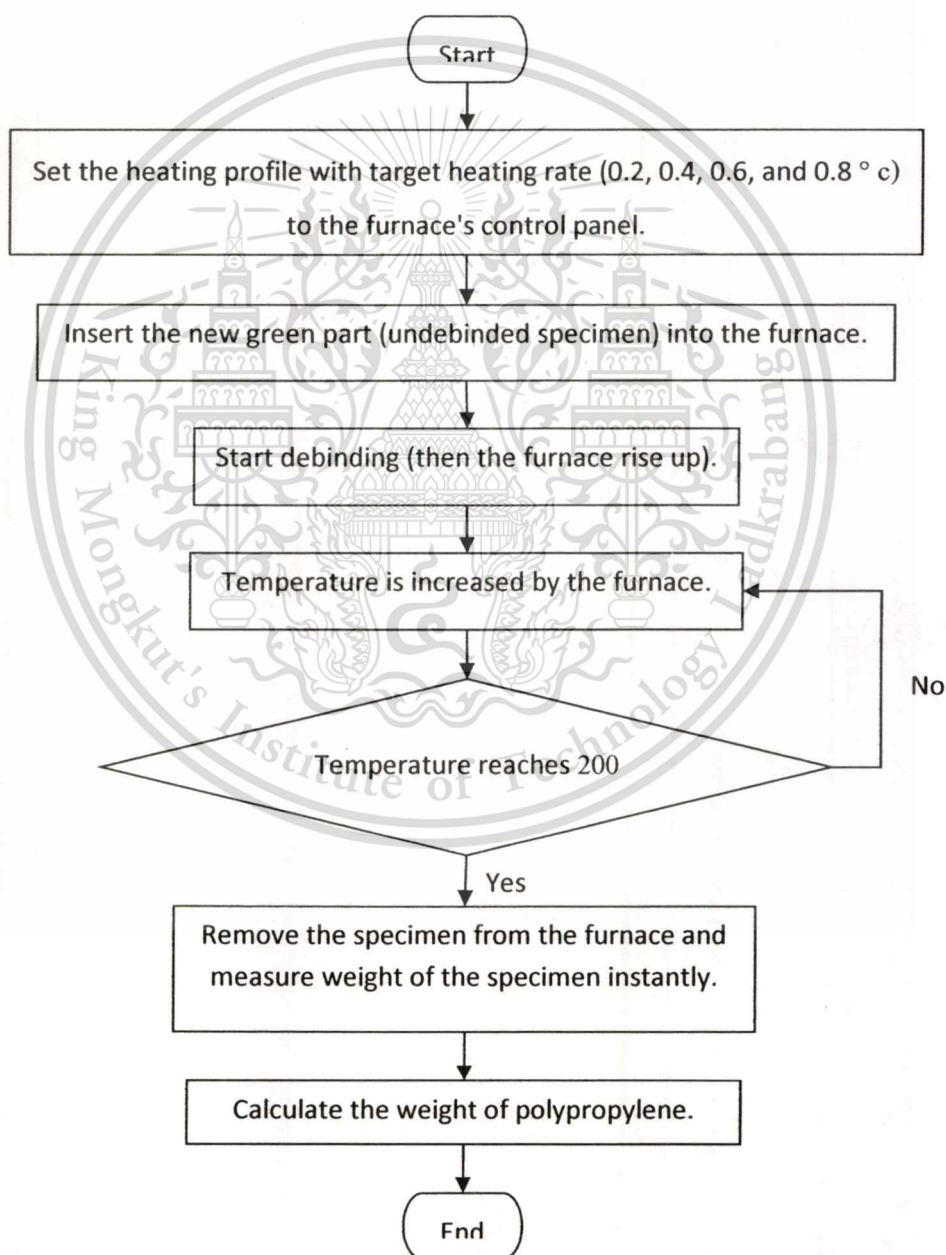 Start
Set the heating profile with target heating rate (0.2, 0.4, 0.6, and 0.8 ° c)
to the furnace's control panel.
Insert the new green part (undebinded specimen) into the furnace.
Start debinding (then the furnace rise up).
Temperature is increased by the furnace.
No
Temperature reaches 200
Yes
Remove the specimen from the furnace and
measure weight of the specimen instantly.
Calculate the weight of polypropylene.
End
King Mongkut's Institute of Technology Ladkrabang